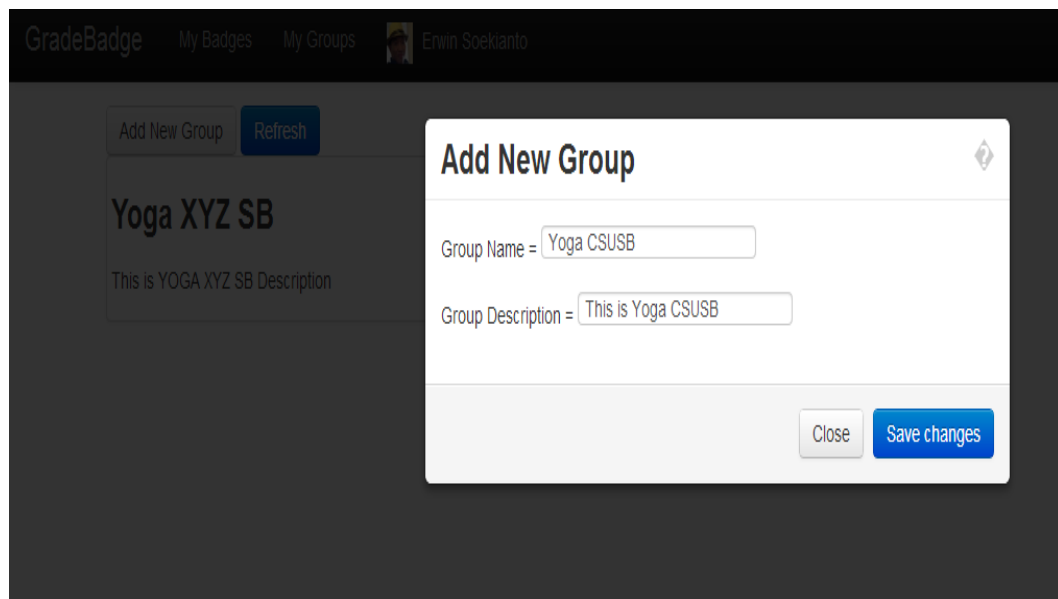 GradeBadge My Badges My Groups Erwin Soekianto
Add New Group Refresh
Yoga XYZ SB
This is YOGA XYZ SB Description
Add New Group
Group Name = Yoga CSUSB
Group Description = This is Yoga CSUSB
Close Save changes